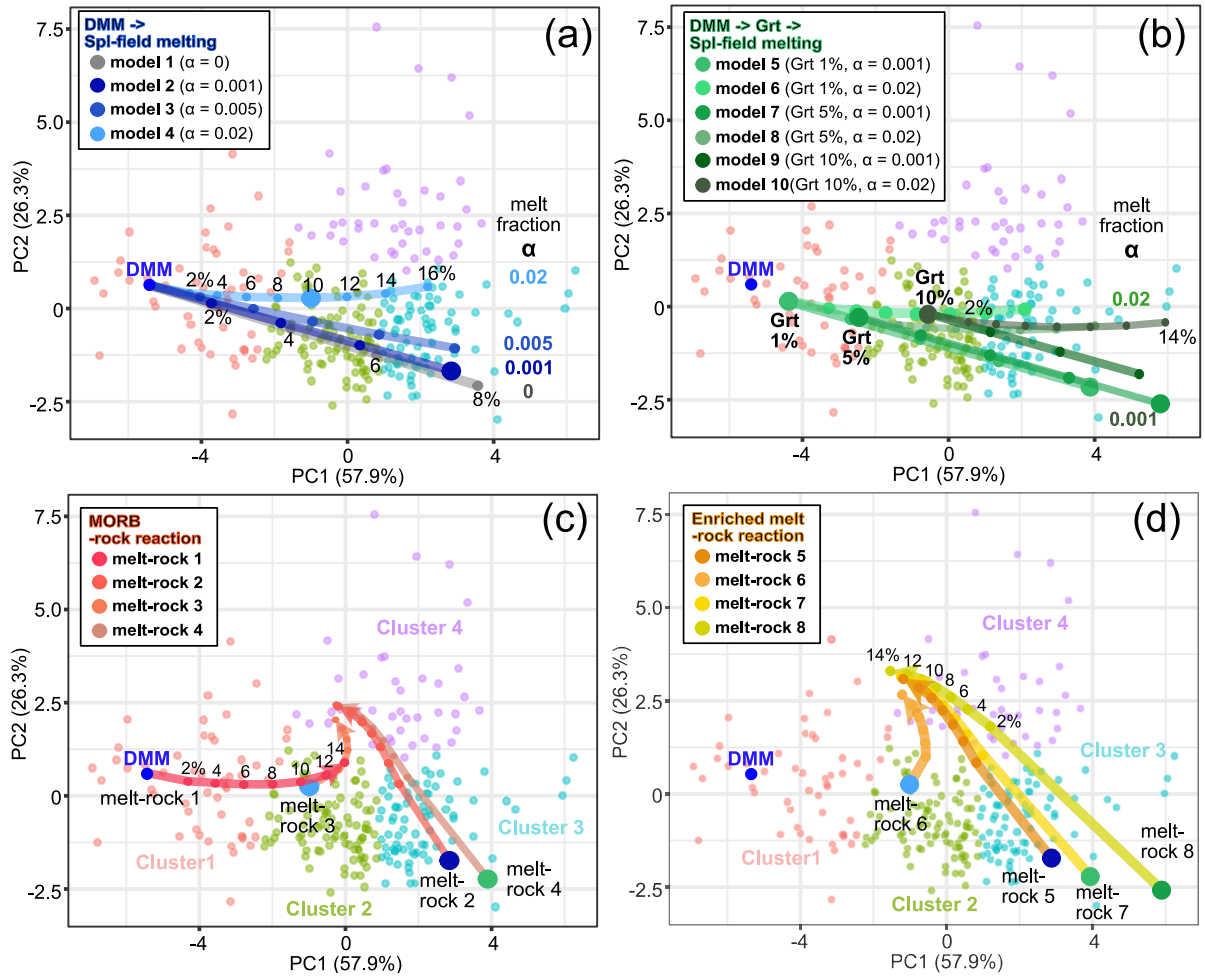 (a)
DMM ->
Spl-field melting
model 1 (α = 0)
model 2 (α = 0.001)
model 3 (α = 0.005)
model 4 (α = 0.02)
7.5
5.0
2.5
0
-2.5
PC2 (26.3%)
melt
fraction
α
0.02
0.005
0.001
0
DMM
2%
4
6
8
10
12
14
16%
2%
4
6
8%
-4
0
4
PC1 (57.9%)
(b)
DMM -> Grt ->
Spl-field melting
model 5 (Grt 1%, α = 0.001)
model 6 (Grt 1%, α = 0.02)
model 7 (Grt 5%, α = 0.001)
model 8 (Grt 5%, α = 0.02)
model 9 (Grt 10%, α = 0.001)
model 10(Grt 10%, α = 0.02)
7.5
5.0
2.5
0
-2.5
PC2 (26.3%)
melt
fraction
α
0.02
0.001
DMM
Grt
1%
Grt
5%
Grt
10%
2%
14%
-4
0
4
PC1 (57.9%)
(c)
MORB
-rock reaction
melt-rock 1
melt-rock 2
melt-rock 3
melt-rock 4
7.5
5.0
2.5
0
-2.5
PC2 (26.3%)
Cluster 4
DMM
2%
4
6
8
10
12
14
melt-rock 1
melt-
rock 3
Cluster 3
Cluster1
Cluster 2
melt-
rock 2
melt-
rock 4
-4
0
4
PC1 (57.9%)
(d)
Enriched melt
-rock reaction
melt-rock 5
melt-rock 6
melt-rock 7
melt-rock 8
7.5
5.0
2.5
0
-2.5
PC2 (26.3%)
Cluster 4
14%
12
10
8
6
4
2%
DMM
Cluster 3
melt-
rock 6
Cluster1
Cluster 2
melt-
rock 5
melt-
rock 7
melt-
rock 8
-4
0
4
PC1 (57.9%)